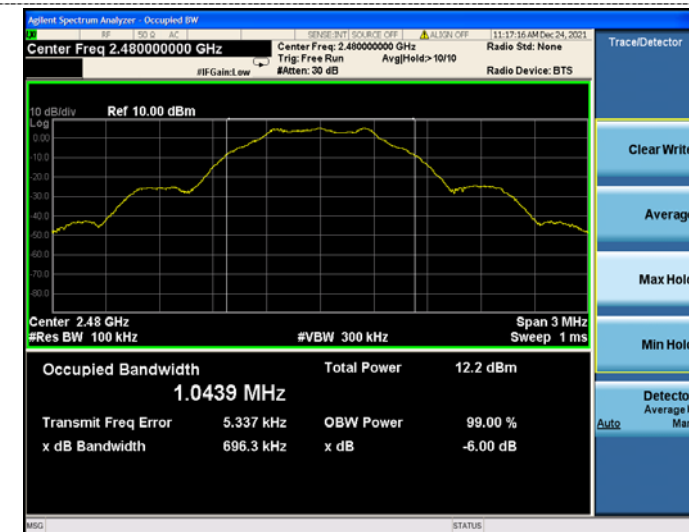 Agilent Spectrum Analyzer - Occupied BW
RF 50 Ω AC SENSE:INT SOURCE OFF ALIGN OFF 11:17:16 AM Dec 24, 2021
Center Freq 2.480000000 GHz
Center Freq: 2.480000000 GHz
Radio Std: None
Trig: Free Run
Avg|Hold:> 10/10
#IFGain:Low
#Atten: 30 dB
Radio Device: BTS
10 dB/div
Ref 10.00 dBm
Log
0.00
-10.0
-20.0
-30.0
-40.0
-50.0
-60.0
-70.0
-80.0
Center 2.48 GHz
Span 3 MHz
#Res BW 100 kHz
#VBW 300 kHz
Sweep 1 ms
Occupied Bandwidth
Total Power 12.2 dBm
1.0439 MHz
Transmit Freq Error 5.337 kHz
OBW Power 99.00 %
x dB Bandwidth 696.3 kHz
x dB -6.00 dB
MSG
STATUS
Trace/Detector
Clear Write
Average
Max Hold
Min Hold
Detector
Average
Auto Man